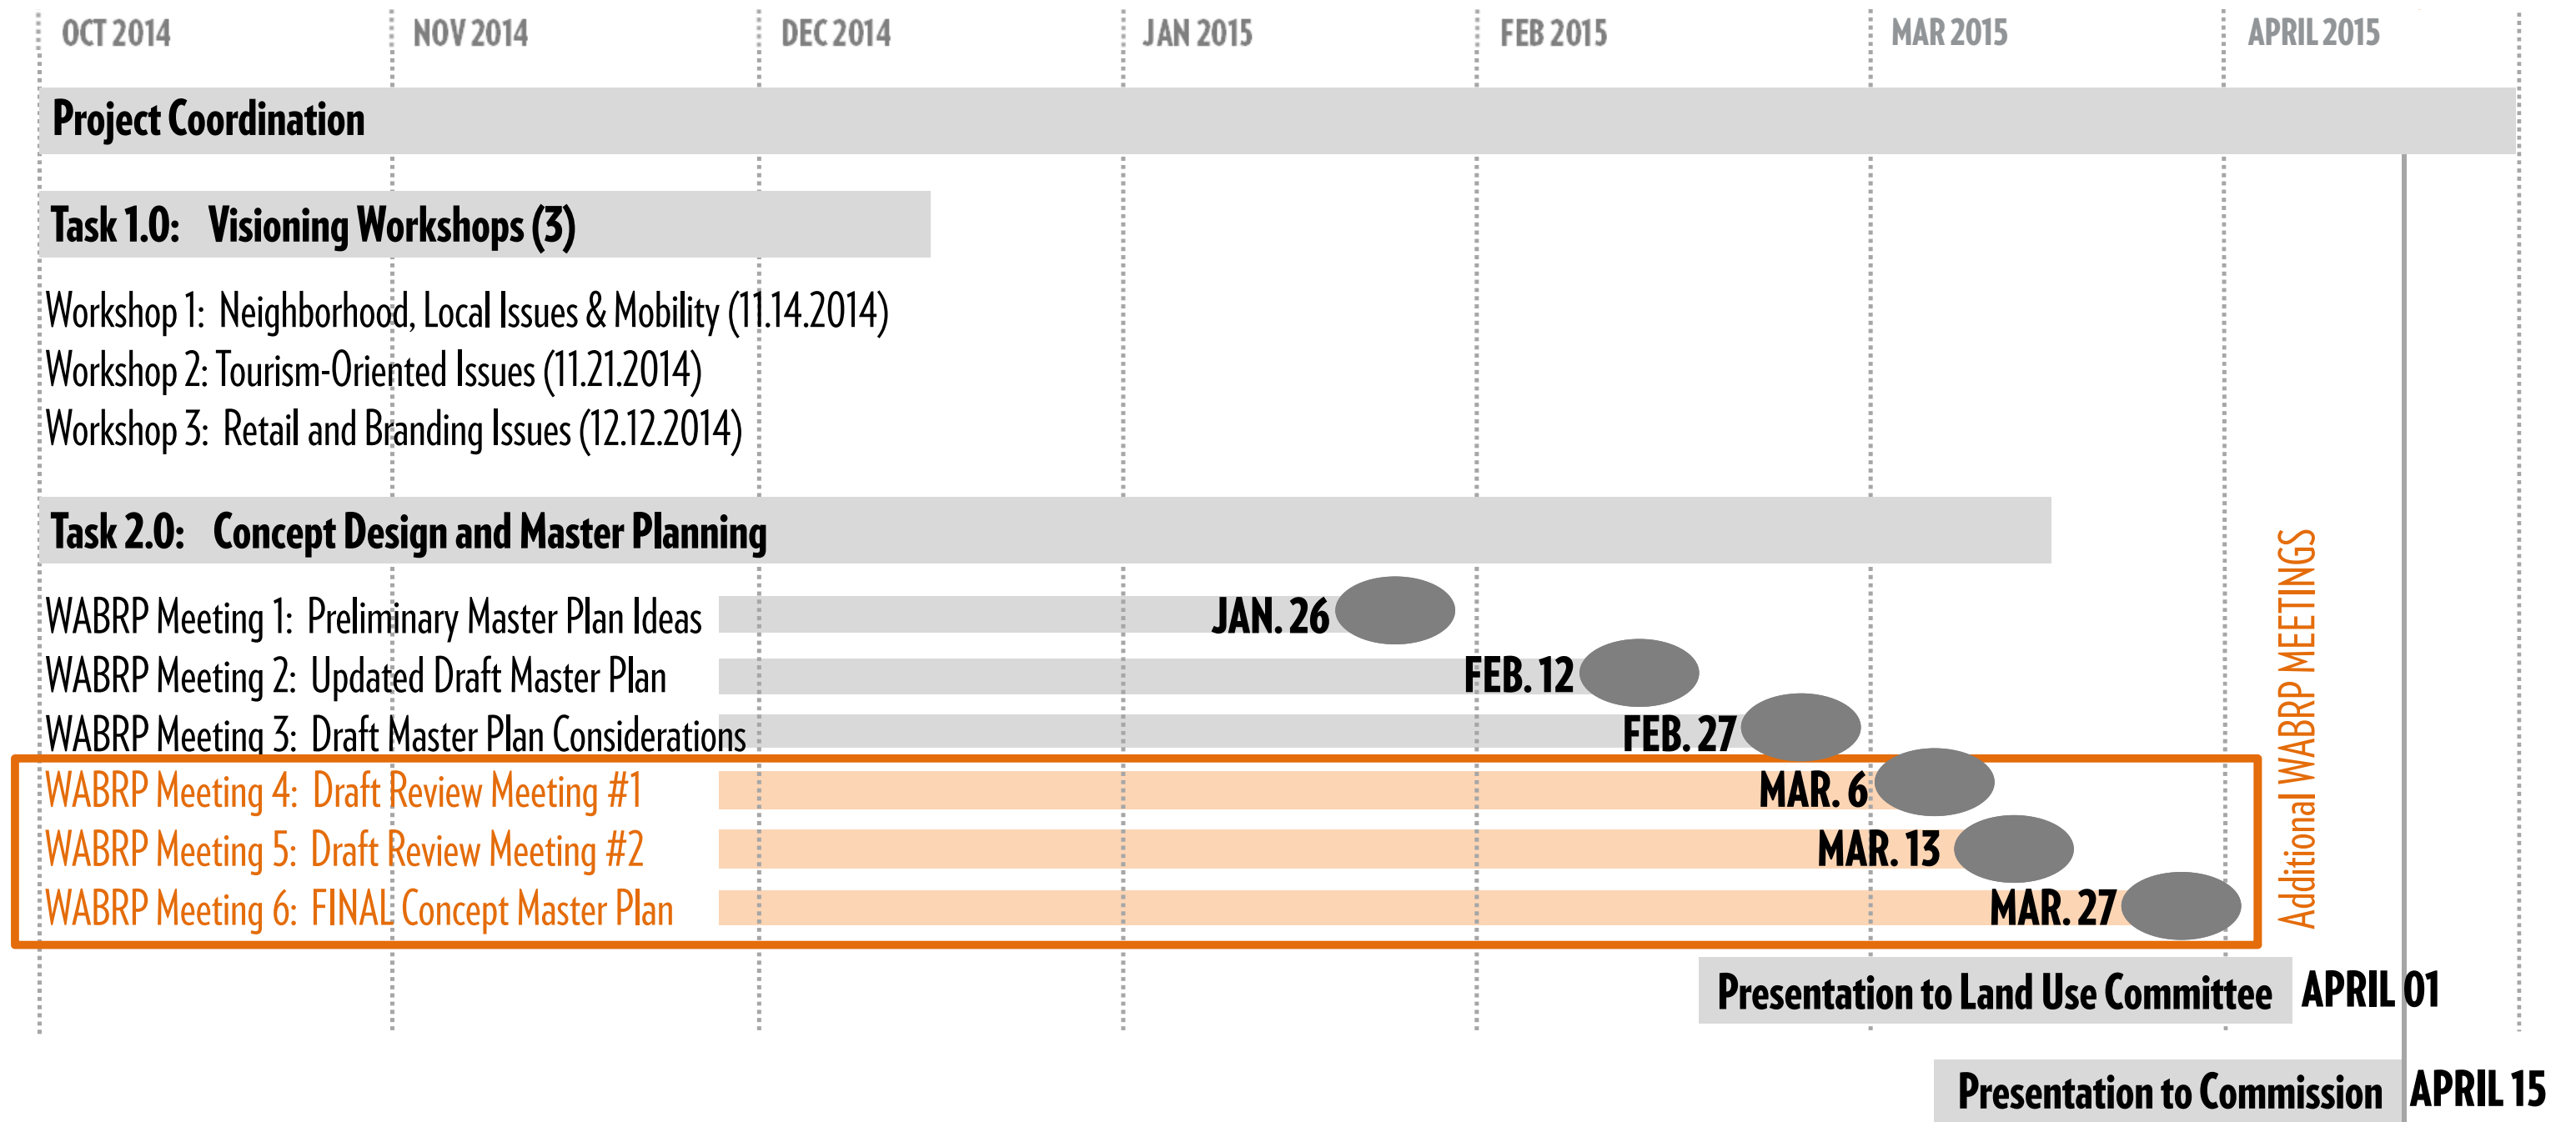 OCT 2014 NOV 2014 DEC 2014 JAN 2015 FEB 2015 MAR 2015 APRIL 2015
Project Coordination
Task 1.0: Visioning Workshops (3)
Workshop 1: Neighborhood, Local Issues & Mobility (11.14.2014)
Workshop 2: Tourism-Oriented Issues (11.21.2014)
Workshop 3: Retail and Branding Issues (12.12.2014)
Task 2.0: Concept Design and Master Planning
WABRP Meeting 1: Preliminary Master Plan Ideas JAN. 26
WABRP Meeting 2: Updated Draft Master Plan FEB. 12
WABRP Meeting 3: Draft Master Plan Considerations FEB. 27
WABRP Meeting 4: Draft Review Meeting #1 MAR. 6
WABRP Meeting 5: Draft Review Meeting #2 MAR. 13
WABRP Meeting 6: FINAL Concept Master Plan MAR. 27
Additional WABRP MEETINGS
Presentation to Land Use Committee APRIL 01
Presentation to Commission APRIL 15